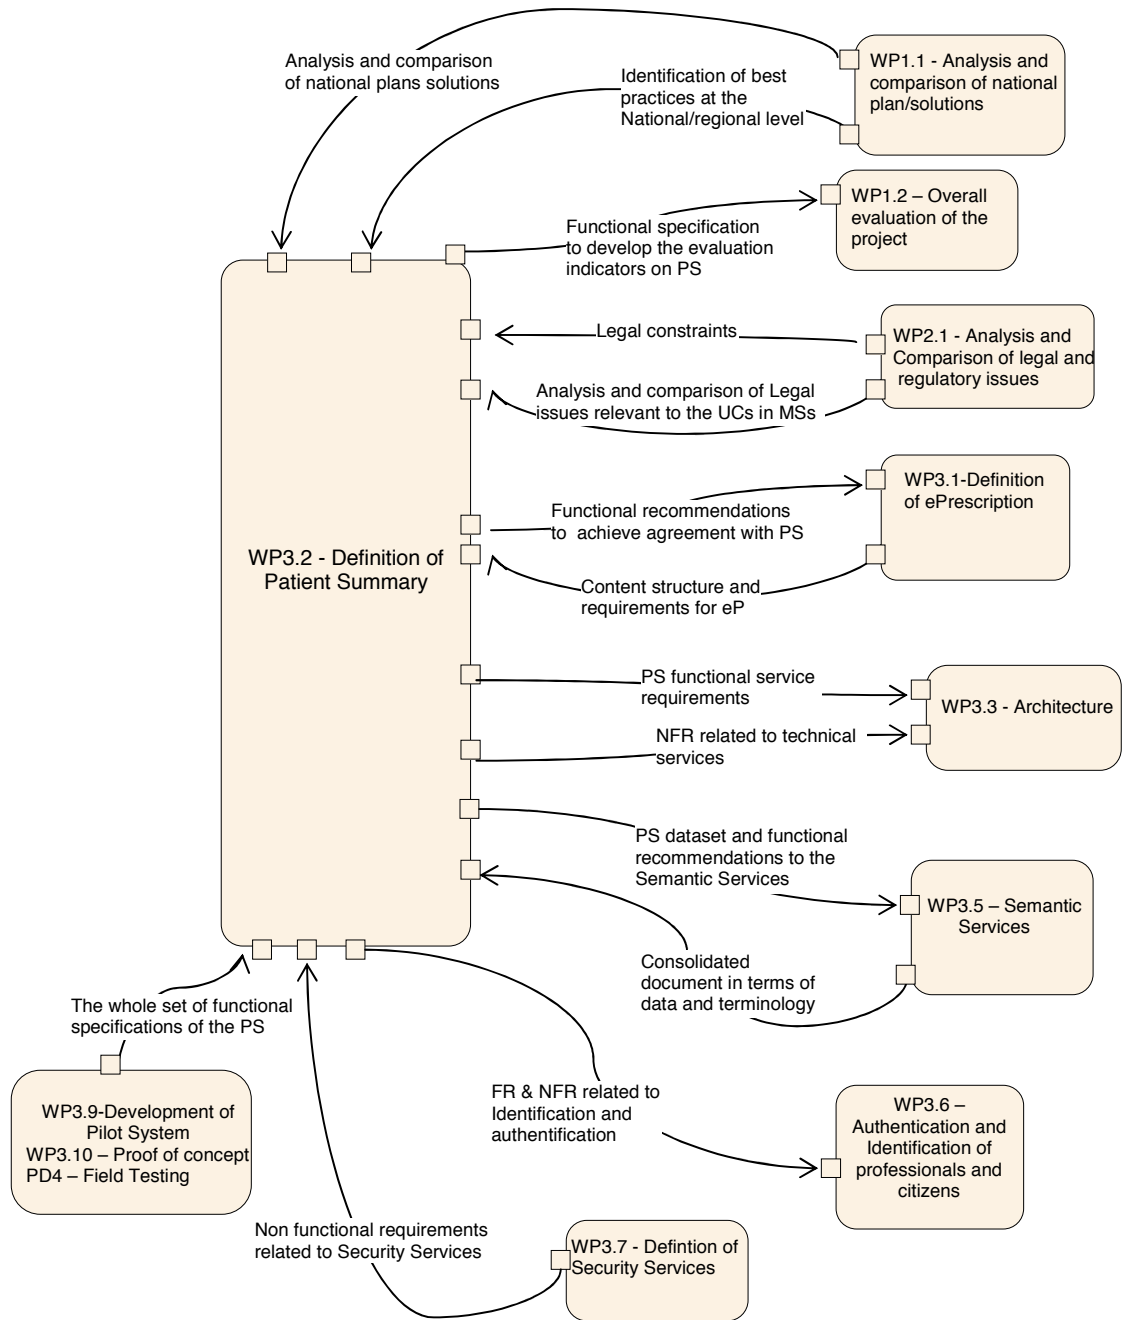 Analysis and comparison
of national plans solutions
Identification of best
practices at the
National/regional level
WP1.1 - Analysis and
comparison of national
plan/solutions
WP1.2 – Overall
evaluation of the
project
Functional specification
to develop the evaluation
indicators on PS
Legal constraints
WP2.1 - Analysis and
Comparison of legal and
regulatory issues
Analysis and comparison of Legal
issues relevant to the UCs in MSs
WP3.1-Definition
of ePrescription
Functional recommendations
to achieve agreement with PS
WP3.2 - Definition of
Patient Summary
Content structure and
requirements for eP
PS functional service
requirements
WP3.3 - Architecture
NFR related to technical
services
PS dataset and functional
recommendations to the
Semantic Services
WP3.5 – Semantic
Services
Consolidated
document in terms of
data and terminology
The whole set of functional
specifications of the PS
FR & NFR related to
Identification and
authentification
WP3.9-Development of
Pilot System
WP3.10 – Proof of concept
PD4 – Field Testing
WP3.6 –
Authentication and
Identification of
professionals and
citizens
Non functional requirements
related to Security Services
WP3.7 - Defintion of
Security Services